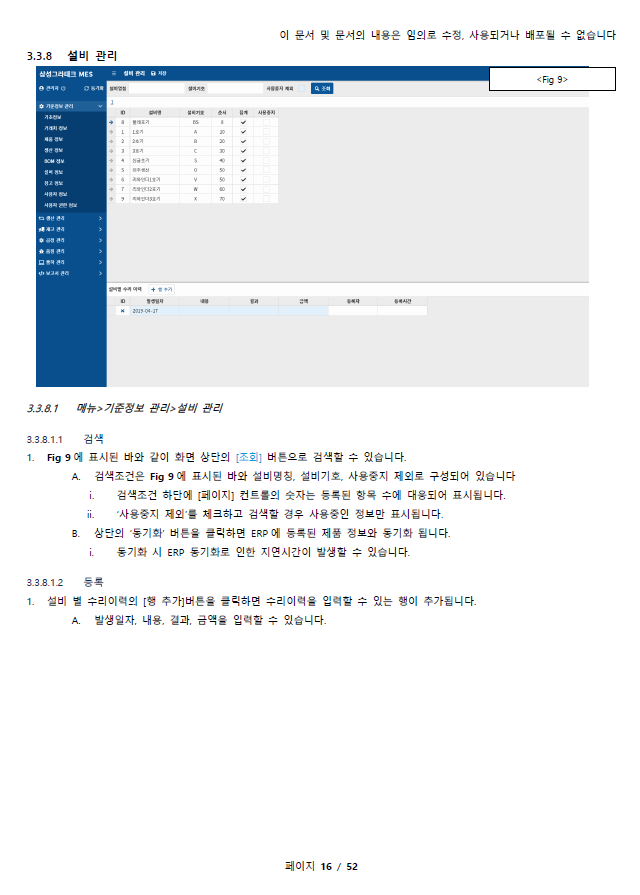 이 문서 및 문서의 내용은 임의로 수정, 사용되거나 배포될 수 없습니다
3.3.8 설비 관리
삼성그라테크 MES 설비 관리 저장
<Fig 9>
관리자 동기화 설비명칭 설비기호 사용중지 제외 조회
기준정보 관리 1
기초정보
거래처 정보
제품 정보
생산 정보
BOM 정보
설비 정보
창고 정보
사용자 정보
사용자 권한 정보
생산 관리
재고 관리
공정 관리
품질 관리
출하 관리
보고서 관리
ID 설비명 설비기호 순서 집계 사용중지
8 BS 0
1 1호기 A 20
2 2호기 B 20
3 3호기 C 30
4 싱글호기 S 40
5 외주생산 O 50
6 리와인더1호기 V 50
7 리와인더2호기 W 60
9 리와인더3호기 X 70
설비별 수리 이력 행 추가
ID 발생일자 내용 결과 금액 등록자 등록시간
2019-04-17
3.3.8.1 메뉴>기준정보 관리>설비 관리
3.3.8.1.1 검색
1. Fig 9 에 표시된 바와 같이 화면 상단의 [조회] 버튼으로 검색할 수 있습니다.
A. 검색조건은 Fig 9 에 표시된 바와 설비명칭, 설비기호, 사용중지 제외로 구성되어 있습니다
i. 검색조건 하단에 [페이지] 컨트롤의 숫자는 등록된 항목 수에 대응되어 표시됩니다.
ii. '사용중지 제외'를 체크하고 검색할 경우 사용중인 정보만 표시됩니다.
B. 상단의 '동기화' 버튼을 클릭하면 ERP 에 등록된 제품 정보와 동기화 됩니다.
i. 동기화 시 ERP 동기화로 인한 지연시간이 발생할 수 있습니다.
3.3.8.1.2 등록
1. 설비 별 수리이력의 [행 추가]버튼을 클릭하면 수리이력을 입력할 수 있는 행이 추가됩니다.
A. 발생일자, 내용, 결과, 금액을 입력할 수 있습니다.
페이지 16 / 52